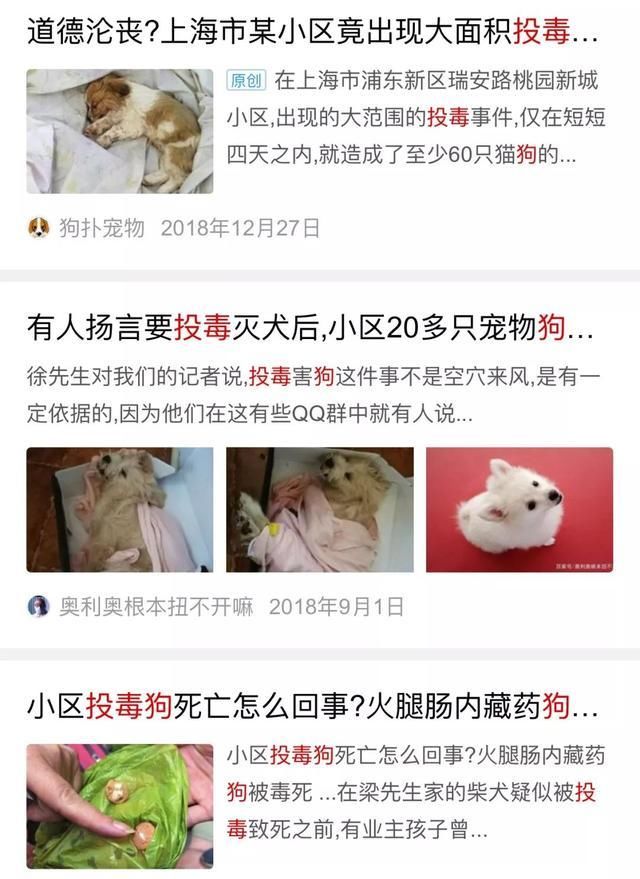 道德沦丧?上海市某小区竟出现大面积投毒...
原创 在上海市浦东新区瑞安路桃园新城
小区,出现的大范围的投毒事件,仅在短短
四天之内,就造成了至少60只猫狗的...
狗扑宠物 2018年12月27日
有人扬言要投毒灭犬后,小区20多只宠物狗...
徐先生对我们的记者说,投毒害狗这件事不是空穴来风,是有一
定依据的,因为他们在这有些QQ群中就有人说...
奥利奥根本扭不开嘛 2018年9月1日
小区投毒狗死亡怎么回事?火腿肠内藏药狗...
小区投毒狗死亡怎么回事?火腿肠内藏药
狗被毒死 ...在梁先生家的柴犬疑似被投
毒致死之前,有业主孩子曾...